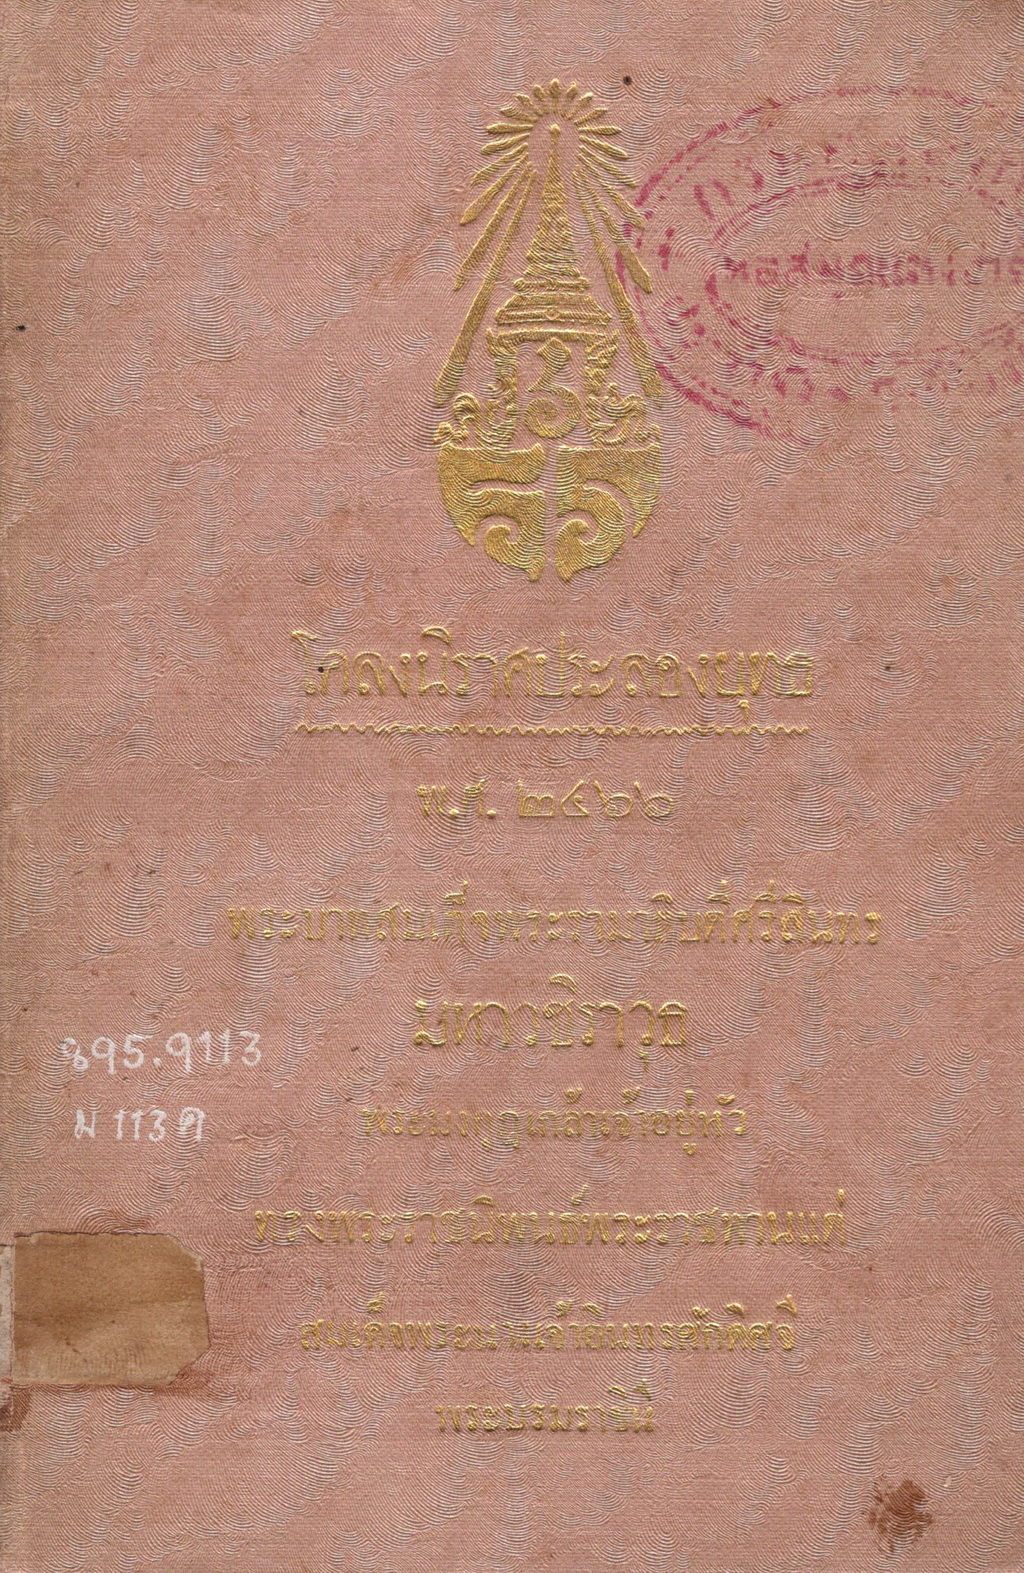 โคลงนิราศประลองยุทธ
พ.ศ. ๒๔๖๖
พระบาทสมเด็จพระรามาธิบดีศรีสินทร
มหาวชิราวุธ
พระมงกุฎเกล้าเจ้าอยู่หัว
ทรงพระราชนิพนธ์พระราชทานแด่
สมเด็จพระนางเจ้าอินทรศักดิศจี
พระบรมราชินี
895.9113
ม 113ค